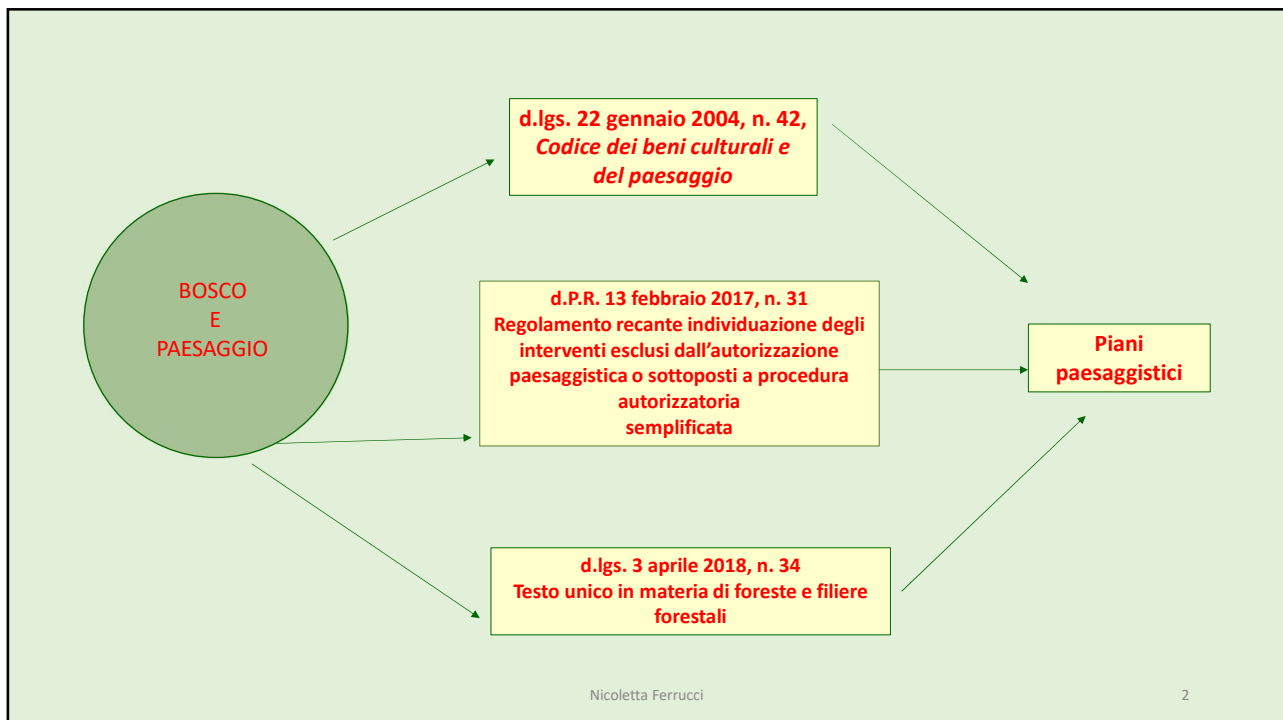 d.lgs. 22 gennaio 2004, n. 42,
Codice dei beni culturali e
del paesaggio
BOSCO
E
PAESAGGIO
d.P.R. 13 febbraio 2017, n. 31
Regolamento recante individuazione degli
interventi esclusi dall’autorizzazione
paesaggistica o sottoposti a procedura
autorizzatoria
semplificata
Piani
paesaggistici
d.lgs. 3 aprile 2018, n. 34
Testo unico in materia di foreste e filiere
forestali
Nicoletta Ferrucci
2